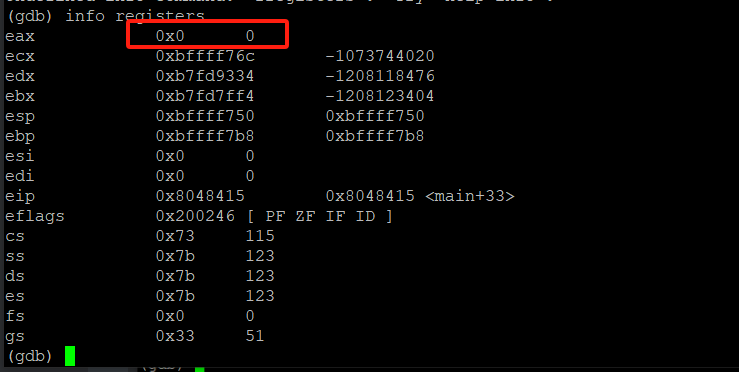 (gdb) info registers
eax 0x0 0
ecx 0xbffff76c -1073744020
edx 0xb7fd9334 -1208118476
ebx 0xb7fd7ff4 -1208123404
esp 0xbffff750 0xbffff750
ebp 0xbffff7b8 0xbffff7b8
esi 0x0 0
edi 0x0 0
eip 0x8048415 0x8048415 <main+33>
eflags 0x200246 [ PF ZF IF ID ]
cs 0x73 115
ss 0x7b 123
ds 0x7b 123
es 0x7b 123
fs 0x0 0
gs 0x33 51
(gdb)